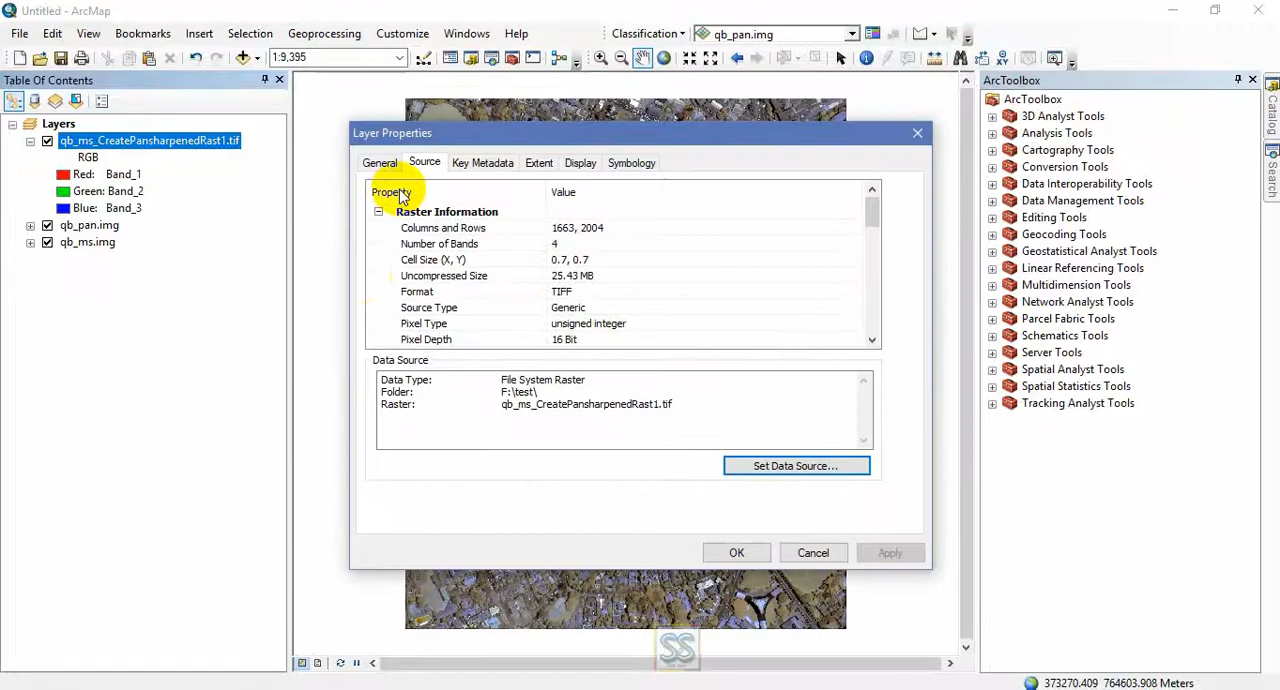 Untitled - ArcMap
File Edit View Bookmarks Insert Selection Geoprocessing Customize Windows Help
Classification qb_pan.img
1:9,395
Table Of Contents
Layers
qb_ms_CreatePansharpenedRast1.tif
RGB
Red: Band_1
Green: Band_2
Blue: Band_3
qb_pan.img
qb_ms.img
Layer Properties
General Source Key Metadata Extent Display Symbology
Property Value
Raster Information
Columns and Rows 1663, 2004
Number of Bands 4
Cell Size (X, Y) 0.7, 0.7
Uncompressed Size 25.43 MB
Format TIFF
Source Type Generic
Pixel Type unsigned integer
Pixel Depth 16 Bit
Data Source
Data Type: File System Raster
Folder: F:\test\
Raster: qb_ms_CreatePansharpenedRast1.tif
Set Data Source...
OK Cancel Apply
SS
ArcToolbox
ArcToolbox
3D Analyst Tools
Analysis Tools
Cartography Tools
Conversion Tools
Data Interoperability Tools
Data Management Tools
Editing Tools
Geocoding Tools
Geostatistical Analyst Tools
Linear Referencing Tools
Multidimension Tools
Network Analyst Tools
Parcel Fabric Tools
Schematics Tools
Server Tools
Spatial Analyst Tools
Spatial Statistics Tools
Tracking Analyst Tools
Catalog
Search
373270.409 764603.908 Meters